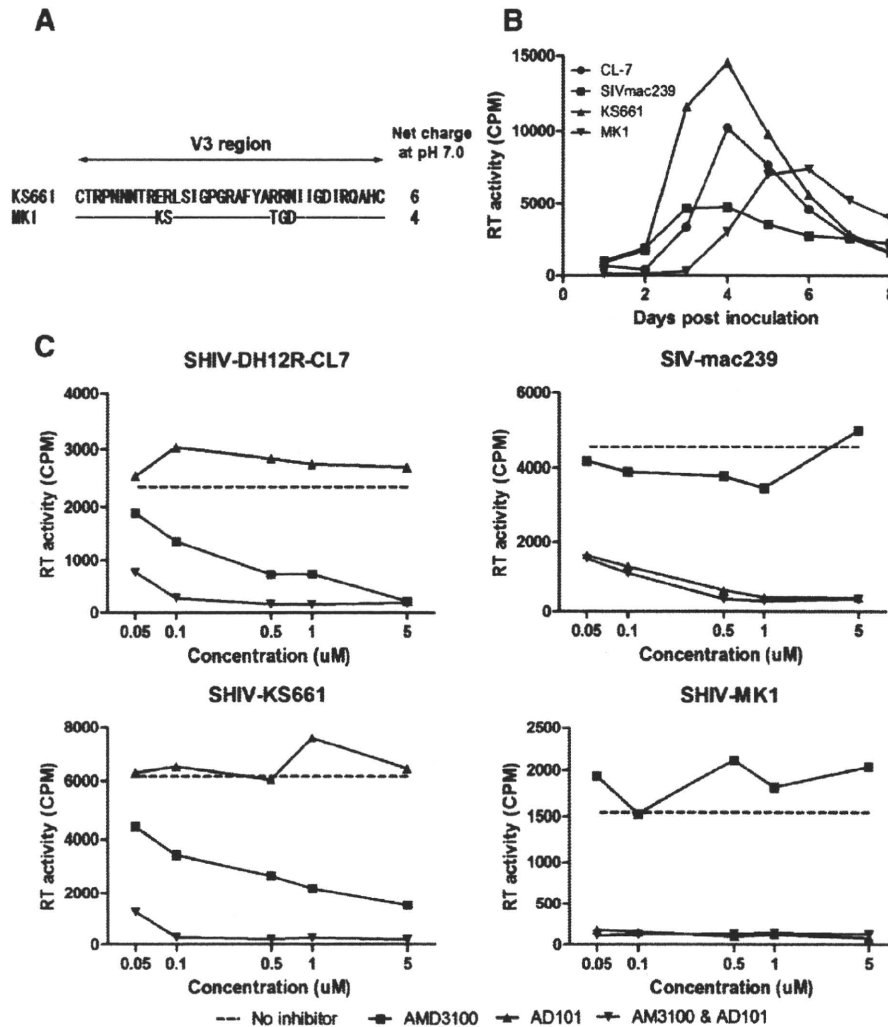 A
V3 region
Net charge
at pH 7.0
KS661 CTRPNNNTRERLSIGPGRAFYARRNIIGDIRQAHC 6
MK1 KS TGD 4
B
RT activity (CPM)
15000
10000
5000
0
CL-7
SIVmac239
KS661
MK1
0 2 4 6 8
Days post inoculation
C
SHIV-DH12R-CL7
RT activity (CPM)
4000
3000
2000
1000
0
0.05 0.1 0.5 1 5
Concentration (uM)
SIV-mac239
RT activity (CPM)
6000
4000
2000
0
0.05 0.1 0.5 1 5
Concentration (uM)
SHIV-KS661
RT activity (CPM)
8000
6000
4000
2000
0
0.05 0.1 0.5 1 5
Concentration (uM)
SHIV-MK1
RT activity (CPM)
2500
2000
1500
1000
500
0
0.05 0.1 0.5 1 5
Concentration (uM)
No inhibitor AMD3100 AD101 AM3100 & AD101